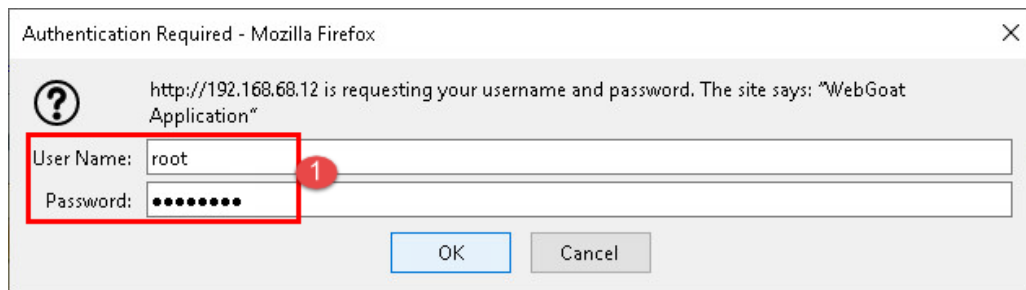 Authentication Required - Mozilla Firefox
http://192.168.68.12 is requesting your username and password. The site says: "WebGoat
Application"
User Name: root
1
Password: ●●●●●●●●
OK Cancel